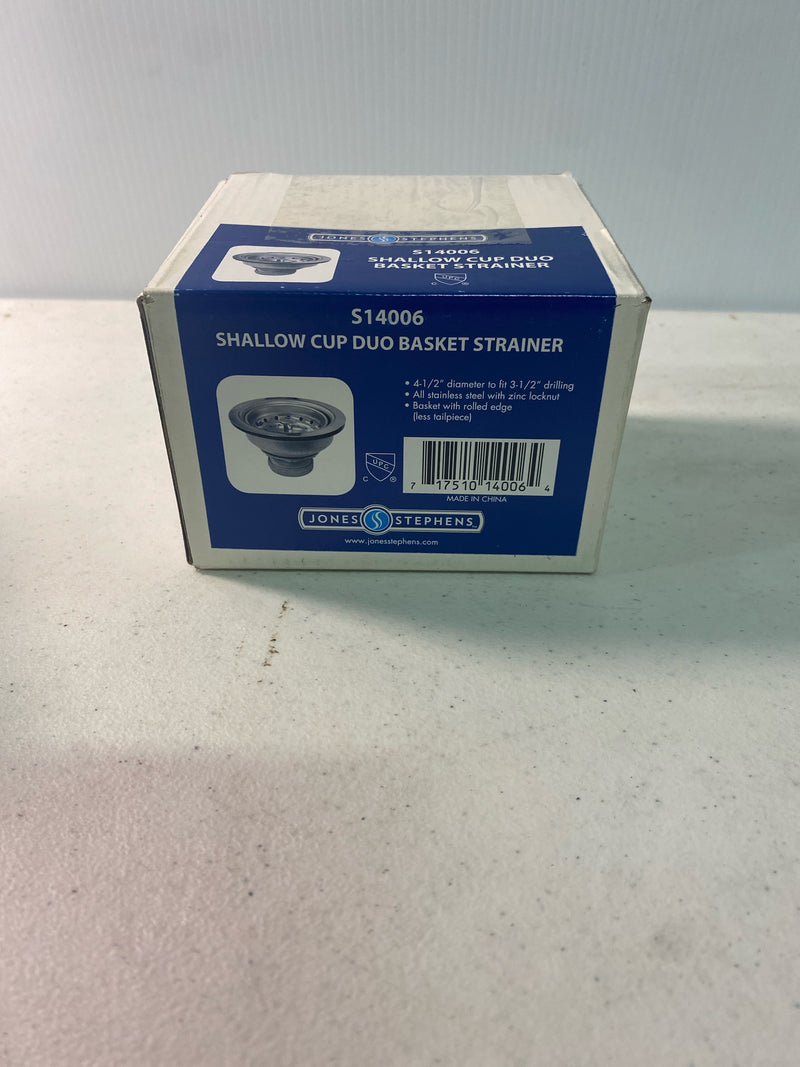 JONES STEPHENS
S14006
SHALLOW CUP DUO
BASKET STRAINER
UPC
C ®
S14006
SHALLOW CUP DUO BASKET STRAINER
• 4-1/2" diameter to fit 3-1/2" drilling
• All stainless steel with zinc locknut
• Basket with rolled edge
(less tailpiece)
UPC
C ®
7 17510 14006 4
MADE IN CHINA
JONES STEPHENS
www.jonesstephens.com